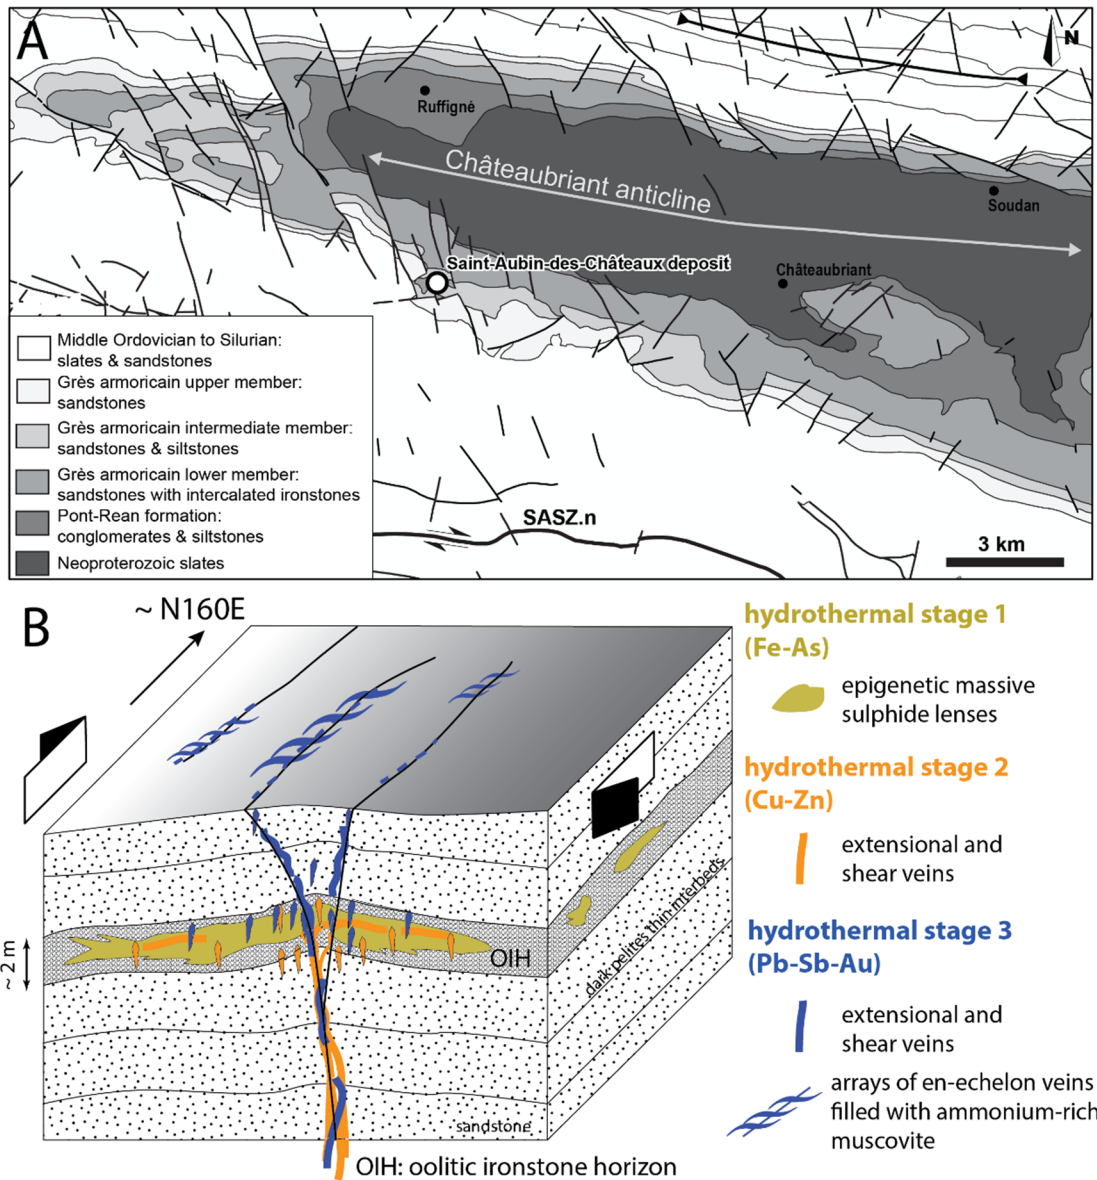 A
N
Ruffigné
Châteaubriant anticline
Soudan
Saint-Aubin-des-Châteaux deposit
Châteaubriant
Middle Ordovician to Silurian:
slates & sandstones
Grès armoricain upper member:
sandstones
Grès armoricain intermediate member:
sandstones & siltstones
Grès armoricain lower member:
sandstones with intercalated ironstones
Pont-Rean formation:
conglomerates & siltstones
Neoproterozoic slates
SASZ.n
3 km
B
~ N160E
hydrothermal stage 1
(Fe-As)
epigenetic massive
sulphide lenses
hydrothermal stage 2
(Cu-Zn)
extensional and
shear veins
hydrothermal stage 3
(Pb-Sb-Au)
extensional and
shear veins
arrays of en-echelon veins
filled with ammonium-rich
muscovite
~ 2 m
OIH
dark pelites thin interbeds
sandstone
OIH: oolitic ironstone horizon